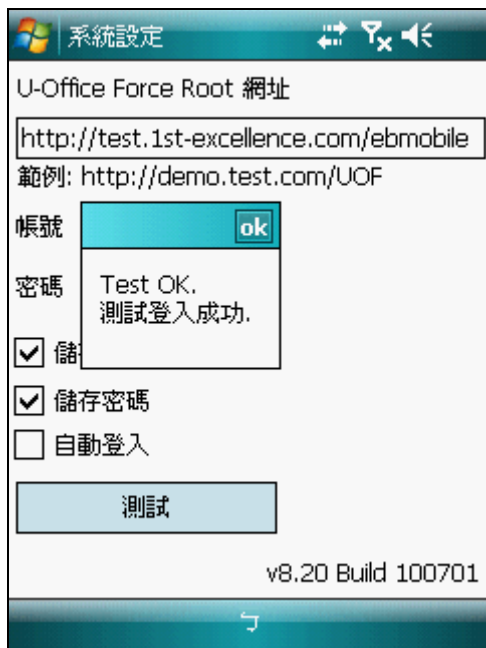 系統設定
U-Office Force Root 網址
http://test.1st-excellence.com/ebmobile
範例: http://demo.test.com/UOF
帳號
ok
密碼
Test OK.
測試登入成功.
儲
儲存密碼
自動登入
測試
v8.20 Build 100701